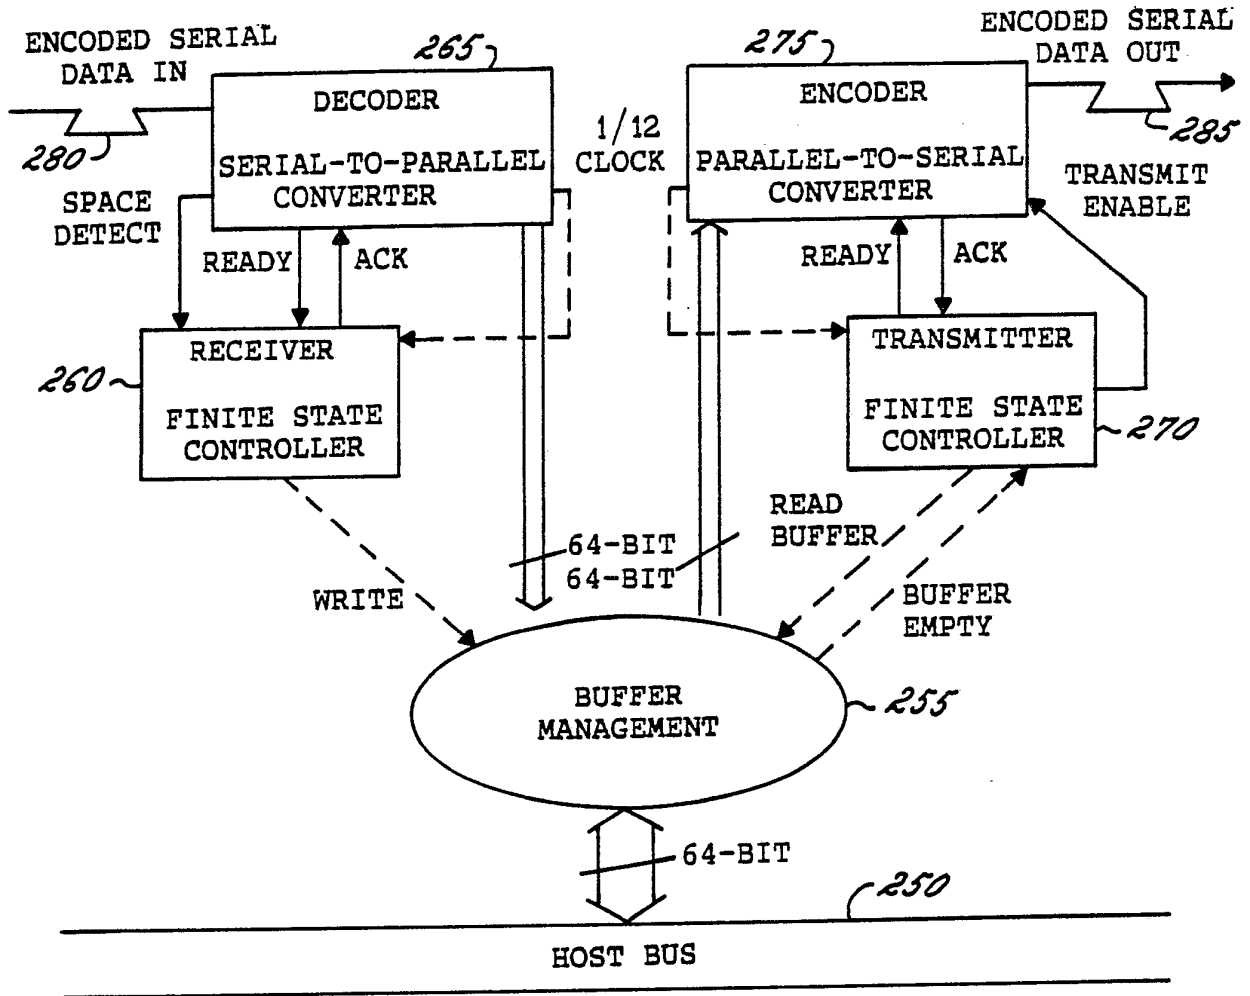 ENCODED SERIAL
DATA IN
280
265
DECODER
SERIAL-TO-PARALLEL
CONVERTER
1/12
CLOCK
275
ENCODER
PARALLEL-TO-SERIAL
CONVERTER
ENCODED SERIAL
DATA OUT
285
TRANSMIT
ENABLE
SPACE
DETECT
READY
ACK
READY
ACK
260
RECEIVER
FINITE STATE
CONTROLLER
TRANSMITTER
FINITE STATE
CONTROLLER
270
WRITE
64-BIT
64-BIT
READ
BUFFER
BUFFER
EMPTY
BUFFER
MANAGEMENT
255
64-BIT
250
HOST BUS